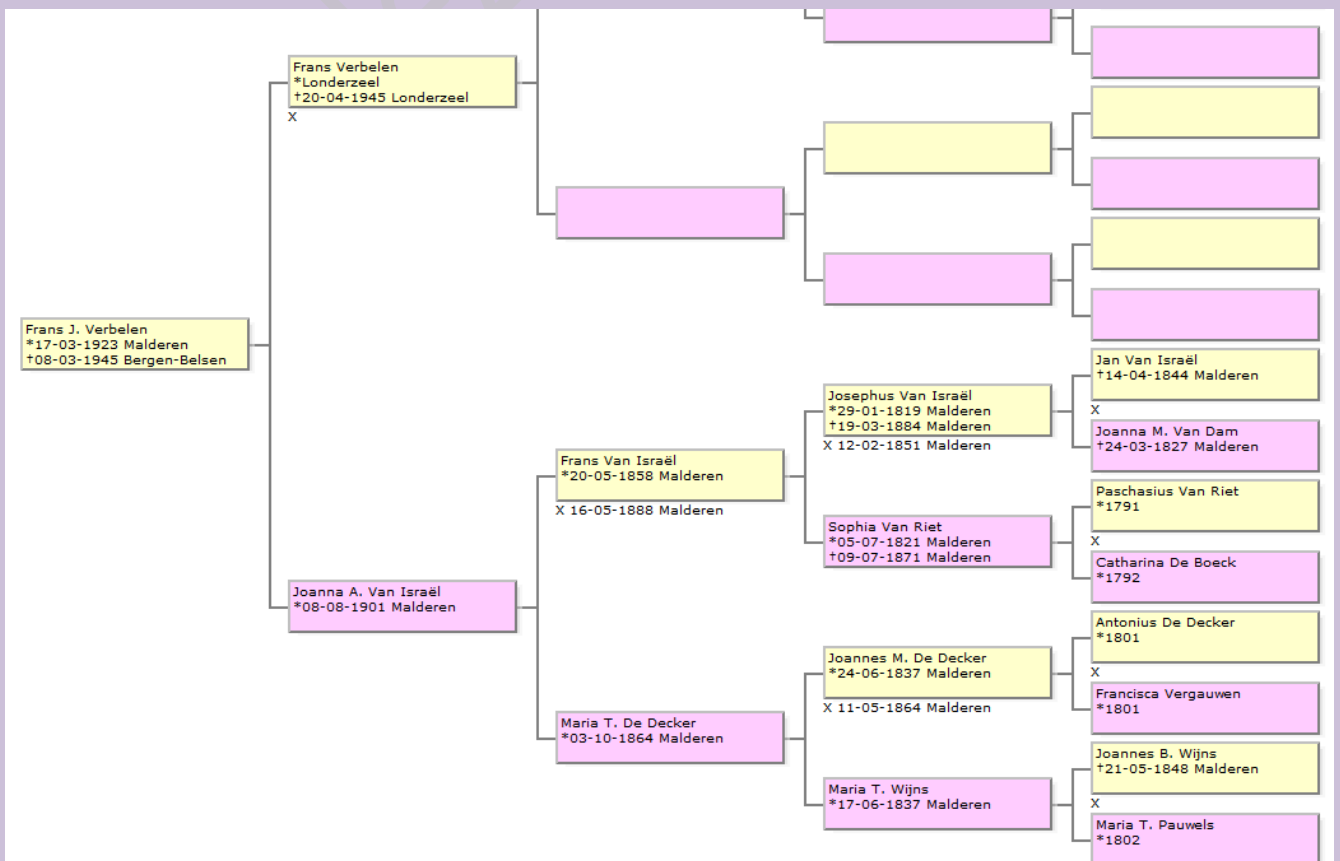 Frans Verbelen
*Londerzeel
†20-04-1945 Londerzeel
X
Frans J. Verbelen
*17-03-1923 Malderen
†08-03-1945 Bergen-Belsen
Joanna A. Van Israël
*08-08-1901 Malderen
Frans Van Israël
*20-05-1858 Malderen
X 16-05-1888 Malderen
Maria T. De Decker
*03-10-1864 Malderen
Josephus Van Israël
*29-01-1819 Malderen
†19-03-1884 Malderen
X 12-02-1851 Malderen
Sophia Van Riet
*05-07-1821 Malderen
†09-07-1871 Malderen
Joannes M. De Decker
*24-06-1837 Malderen
X 11-05-1864 Malderen
Maria T. Wijns
*17-06-1837 Malderen
Jan Van Israël
†14-04-1844 Malderen
X
Joanna M. Van Dam
†24-03-1827 Malderen
Paschasius Van Riet
*1791
X
Catharina De Boeck
*1792
Antonius De Decker
*1801
X
Francisca Vergauwen
*1801
Joannes B. Wijns
†21-05-1848 Malderen
X
Maria T. Pauwels
*1802